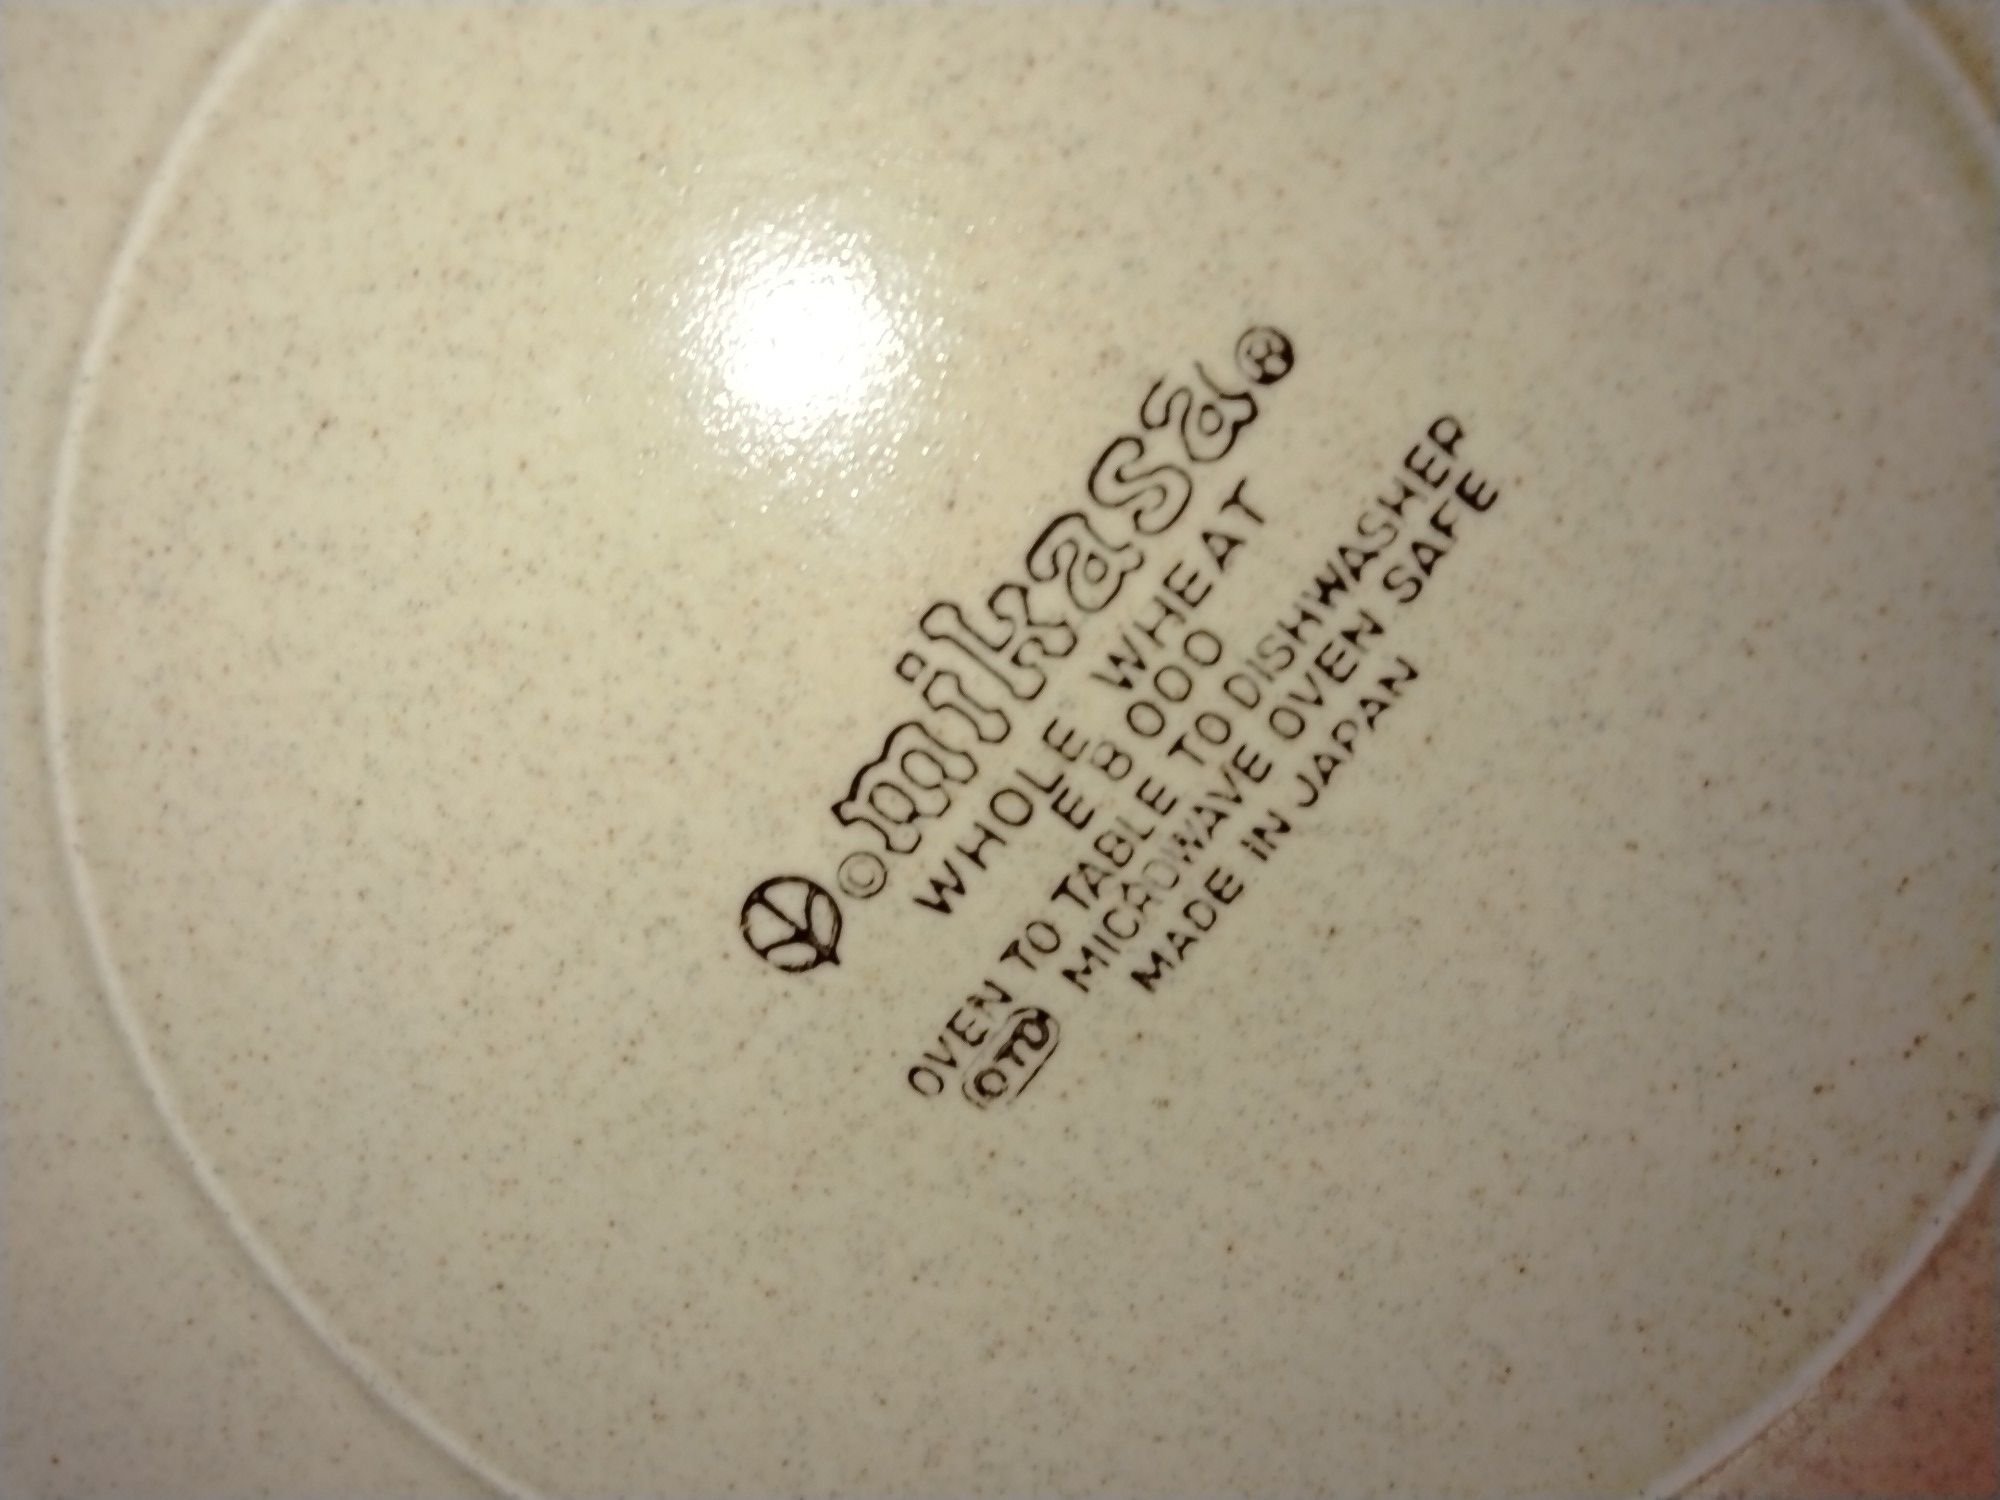 © mikasa ®
WHOLE WHEAT
E 8000
OVEN TO TABLE TO DISHWASHER
OTD MICROWAVE OVEN SAFE
MADE IN JAPAN